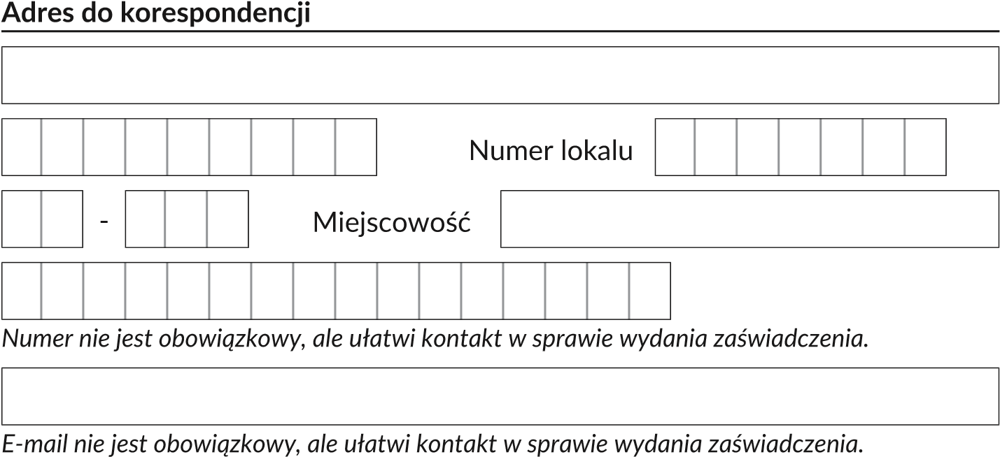 Adres do korespondencji
Numer lokalu
- Miejscowość
Numer nie jest obowiązkowy, ale ułatwi kontakt w sprawie wydania zaświadczenia.
E-mail nie jest obowiązkowy, ale ułatwi kontakt w sprawie wydania zaświadczenia.